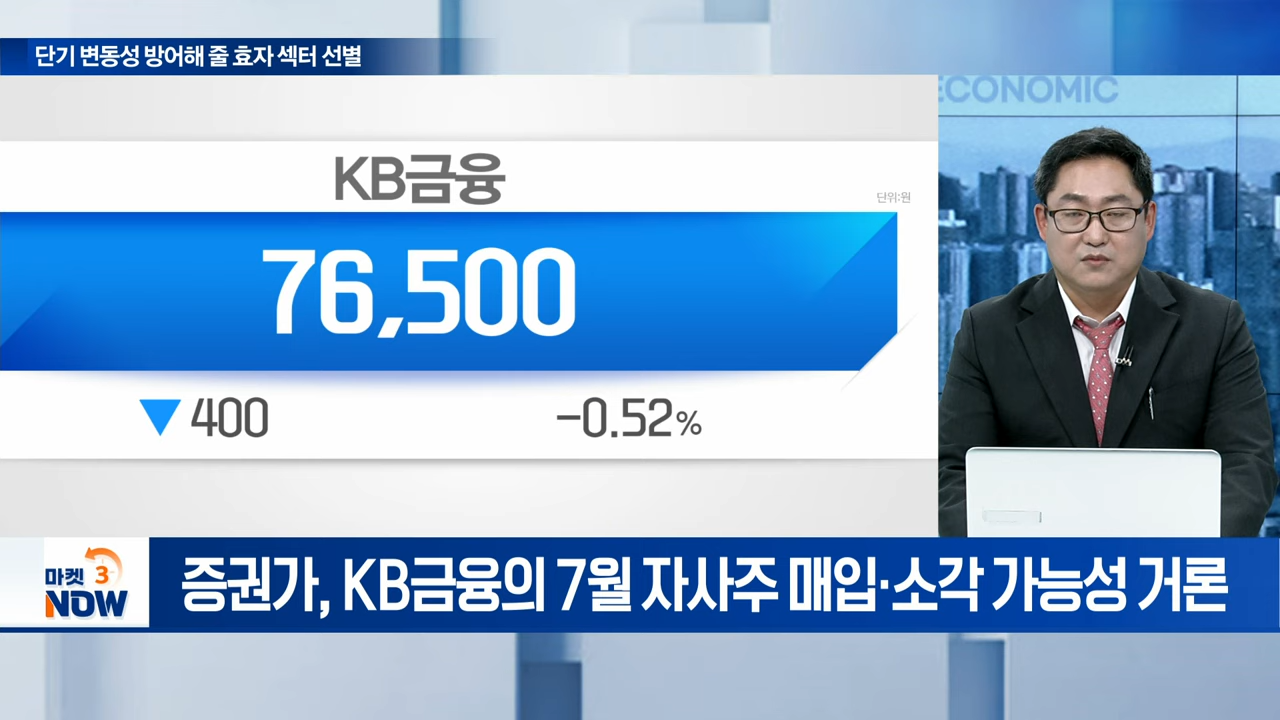 단기 변동성 방어해 줄 효자 섹터 선별
ECONOMIC
KB금융
단위:원
76,500
▼400 -0.52%
마켓 3
NOW
증권가, KB금융의 7월 자사주 매입·소각 가능성 거론